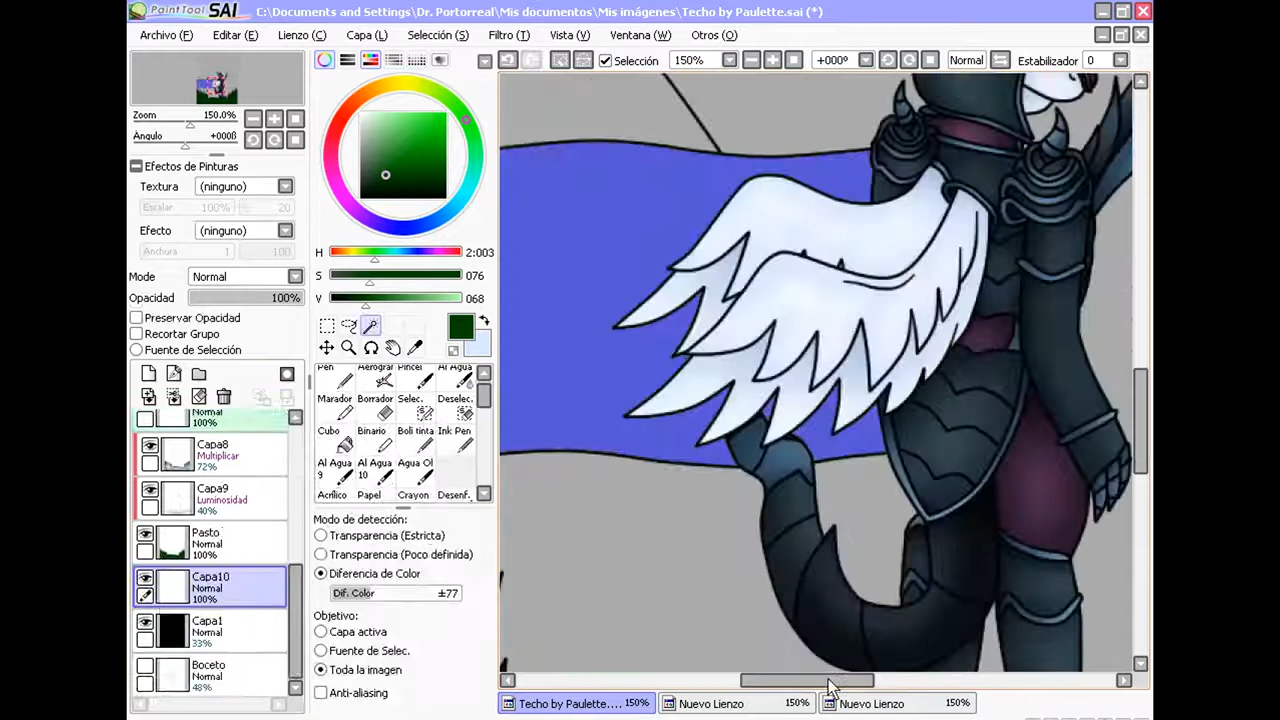 PaintTool SAI C:\Documents and Settings\Dr. Portorreal\Mis documentos\Mis imágenes\Techo by Paulette.sai (*)
Archivo (F) Editar (E) Lienzo (C) Capa (L) Selección (S) Filtro (T) Vista (V) Ventana (W) Otros (O)
Selección 150% +000º Normal Estabilizador 0
Zoom 150.0%
Ángulo +000ß
Efectos de Pinturas
Textura (ninguno)
Escalar 100% 20
Efecto (ninguno)
Anchura 1 100
Modo Normal
Opacidad 100%
Preservar Opacidad
Recortar Grupo
Fuente de Selección
H 2:003
S 076
V 068
Pen Aerógraf Pincel Al Agua
Marador Borrador Selec. Deselec.
Cubo Binario Boli tinta Ink Pen
Al Agua 9 Al Agua 10 Agua Ol
Acrílico Papel Crayon Desenf.
Normal
100%
Capa8
Multiplicar
72%
Capa9
Luminosidad
40%
Pasto
Normal
100%
Capa10
Normal
100%
Capa1
Normal
33%
Boceto
Normal
48%
Modo de detección:
Transparencia (Estricta)
Transparencia (Poco definida)
Diferencia de Color
Dif. Color ±77
Objetivo:
Capa activa
Fuente de Selec.
Toda la imagen
Anti-aliasing
Techo by Paulette.... 150% Nuevo Lienzo 150% Nuevo Lienzo 150%